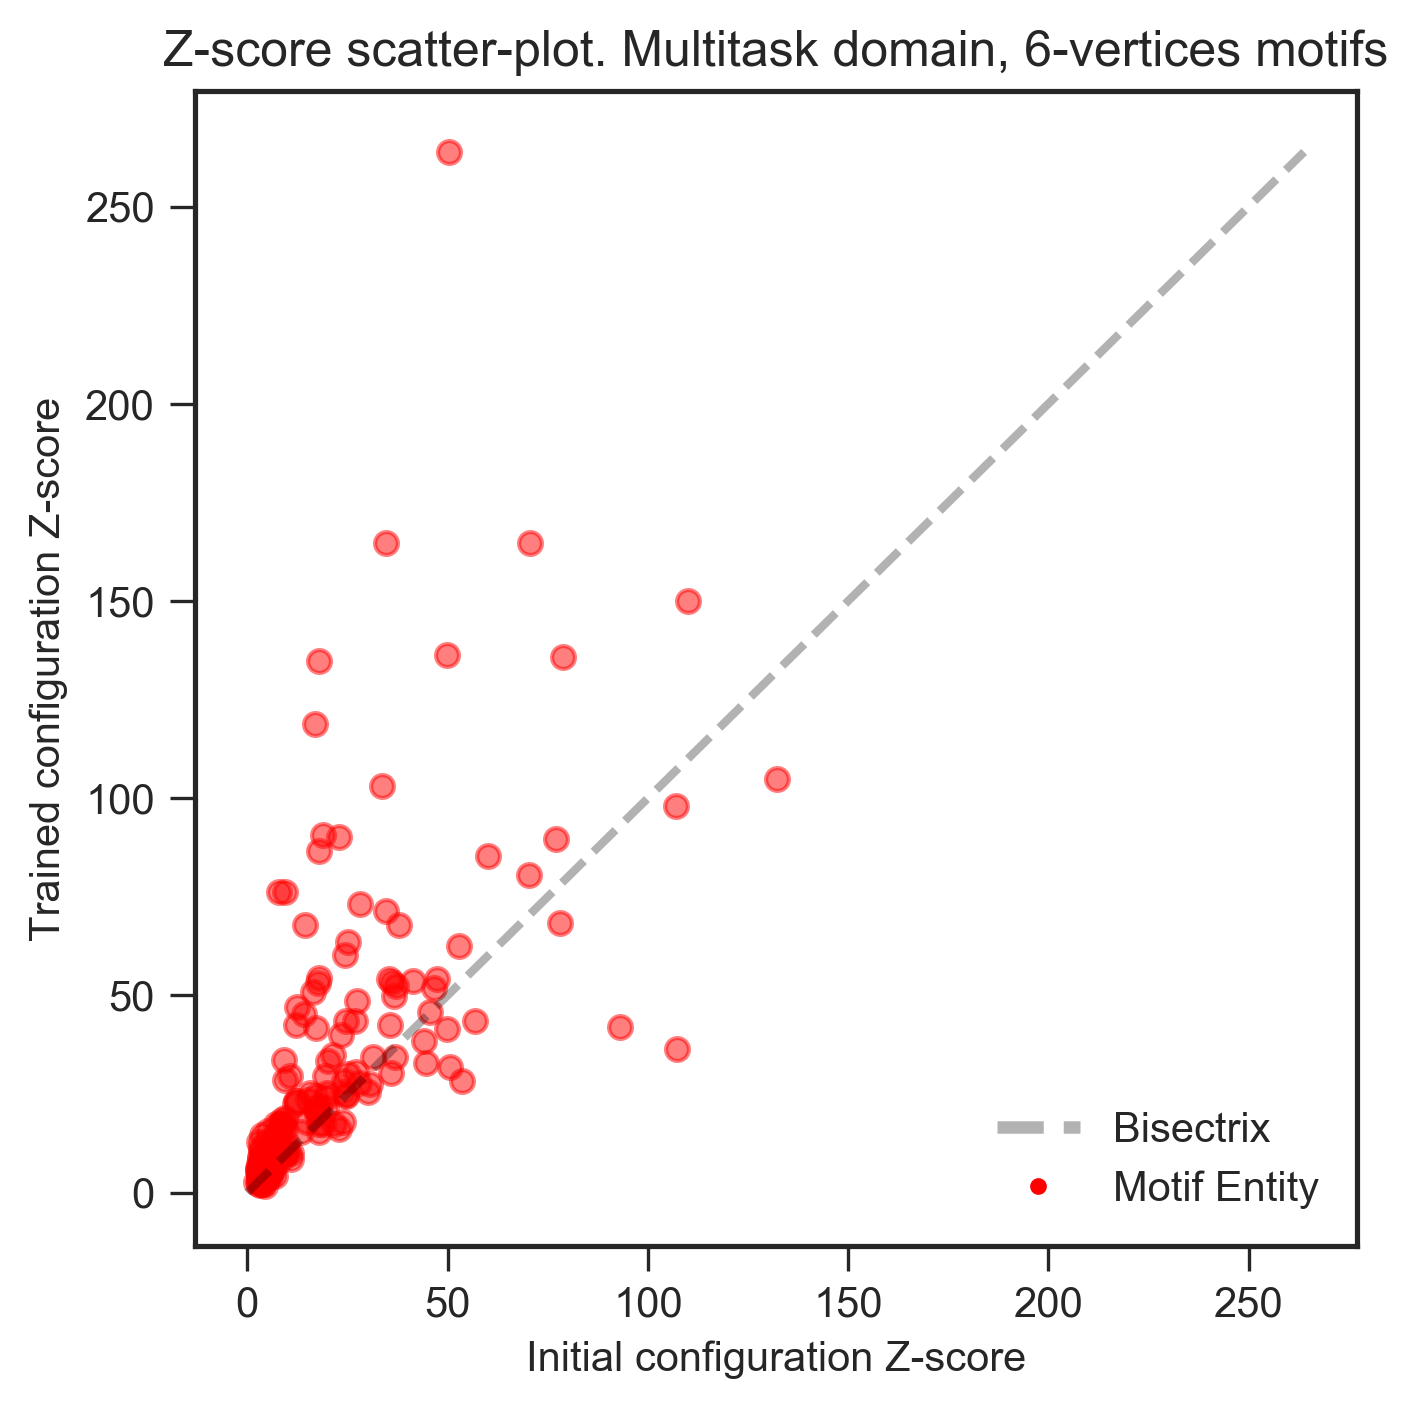 Z-score scatter-plot. Multitask domain, 6-vertices motifs
Trained configuration Z-score
250
200
150
100
50
0
Bisectrix
Motif Entity
0 50 100 150 200 250
Initial configuration Z-score